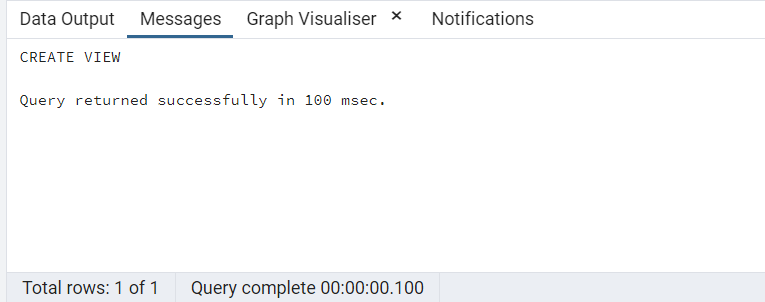 Data Output Messages Graph Visualiser × Notifications
CREATE VIEW
Query returned successfully in 100 msec.
Total rows: 1 of 1 Query complete 00:00:00.100